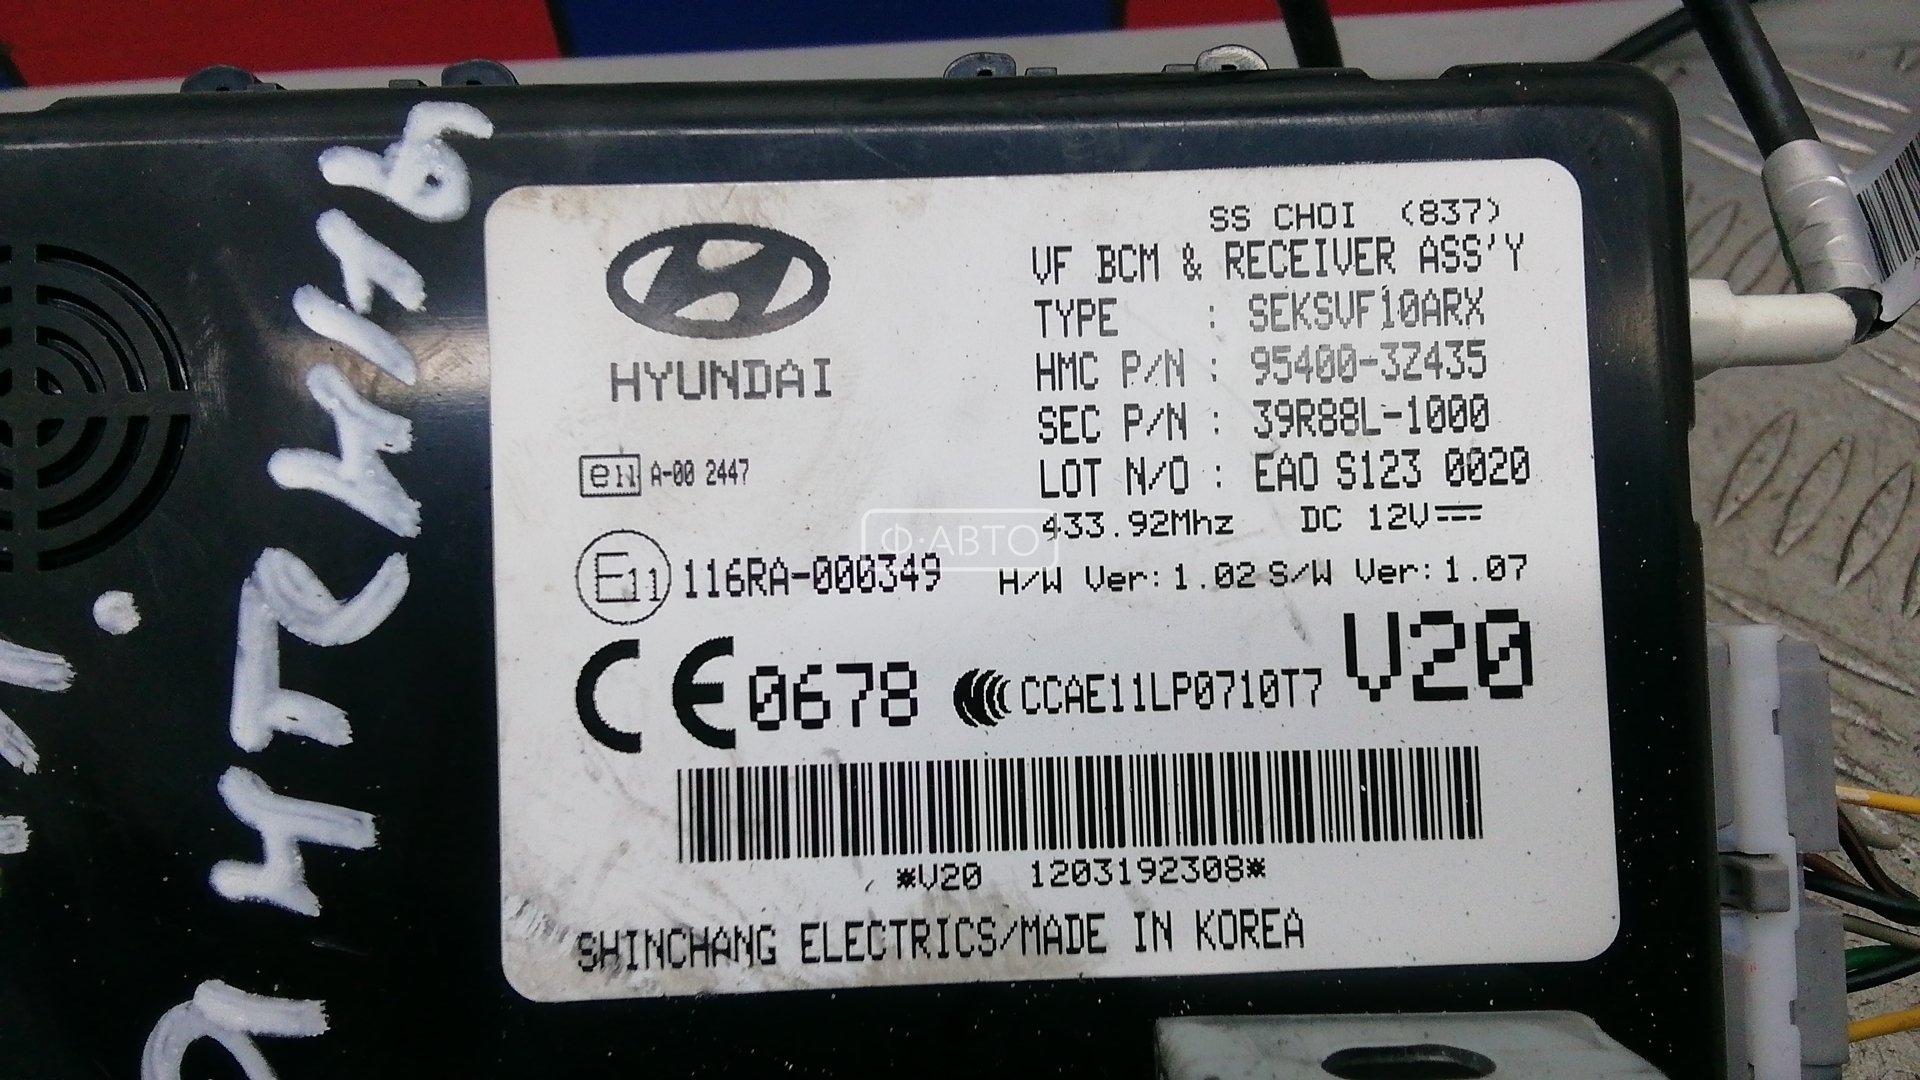 SS CHOI (837)
VF BCM & RECEIVER ASS'Y
TYPE : SEKSVF10ARX
HMC P/N : 95400-3Z435
SEC P/N : 39R88L-1000
LOT N/O : EAO S123 0020
433.92Mhz DC 12V
H/W Ver: 1.02 S/W Ver: 1.07
V20
HYUNDAI
e11 A-00 2447
E11 116RA-000349
CE 0678 CCAE11LP0710T7
*V20 1203192308*
SHINCHANG ELECTRICS/MADE IN KOREA
Ф·АВТО